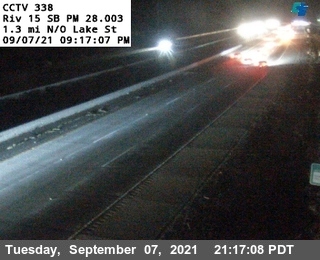 CCTV 338
Riv 15 SB PM 28.003
1.3 mi N/O Lake St
09/07/21 09:17:07 PM
Tuesday, September 07, 2021 21:17:08 PDT